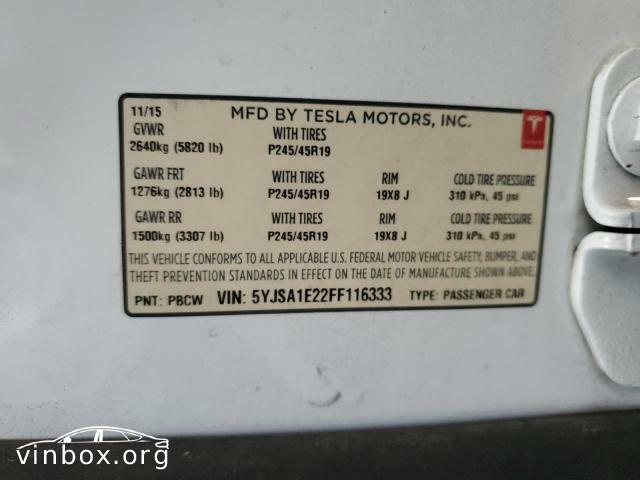 11/15 MFD BY TESLA MOTORS, INC.
GVWR WITH TIRES
2640kg (5820 lb) P245/45R19
TESLA
GAWR FRT WITH TIRES RIM COLD TIRE PRESSURE
1276kg (2813 lb) P245/45R19 19X8 J 310 kPa, 45 psi
GAWR RR WITH TIRES RIM COLD TIRE PRESSURE
1500kg (3307 lb) P245/45R19 19X8 J 310 kPa, 45 psi
THIS VEHICLE CONFORMS TO ALL APPLICABLE U.S. FEDERAL MOTOR VEHICLE SAFETY, BUMPER, AND
THEFT PREVENTION STANDARDS IN EFFECT ON THE DATE OF MANUFACTURE SHOWN ABOVE.
PNT: PBCW VIN: 5YJSA1E22FF116333 TYPE: PASSENGER CAR
vinbox.org